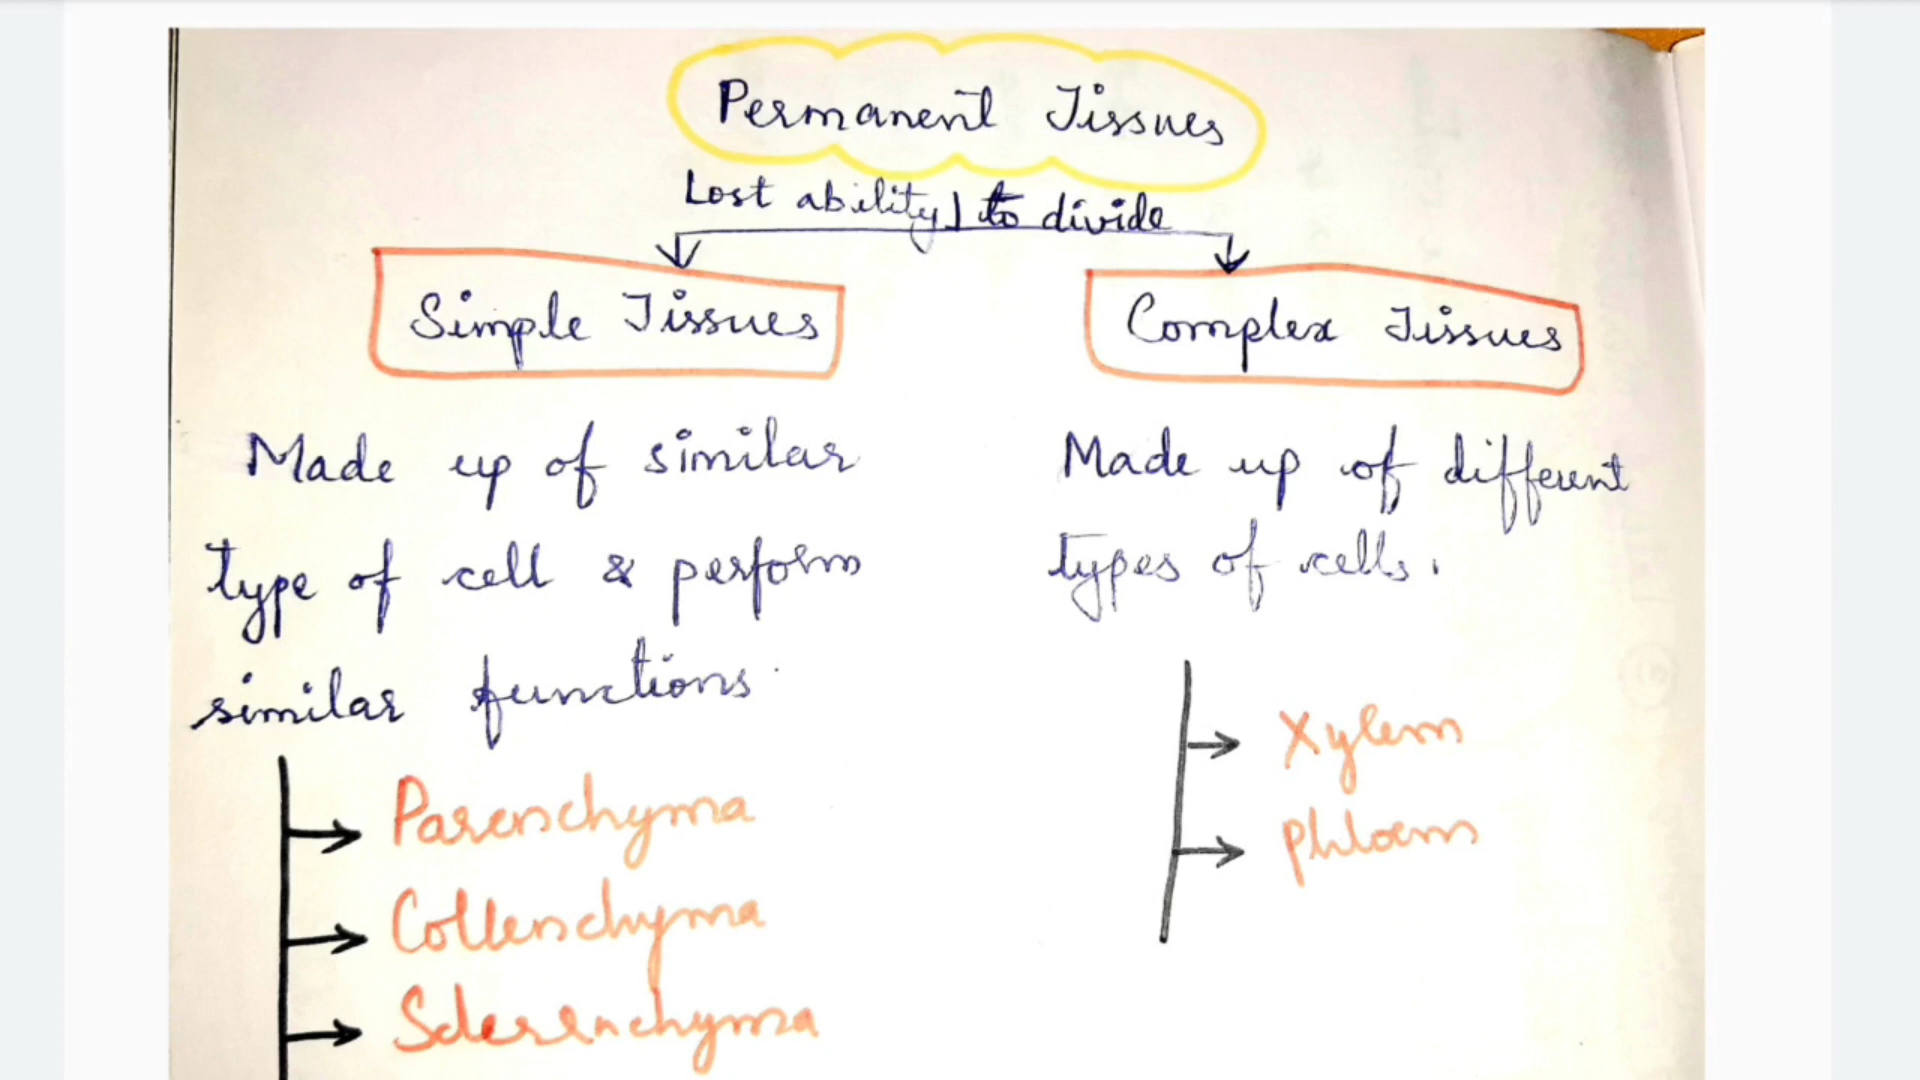 Permanent Tissues
Lost ability to divide
Simple Tissues
Made up of similar
type of cell & perform
similar functions.
Parenchyma
Collenchyma
Sclerenchyma
Complex Tissues
Made up of different
types of cells.
Xylem
Phloem